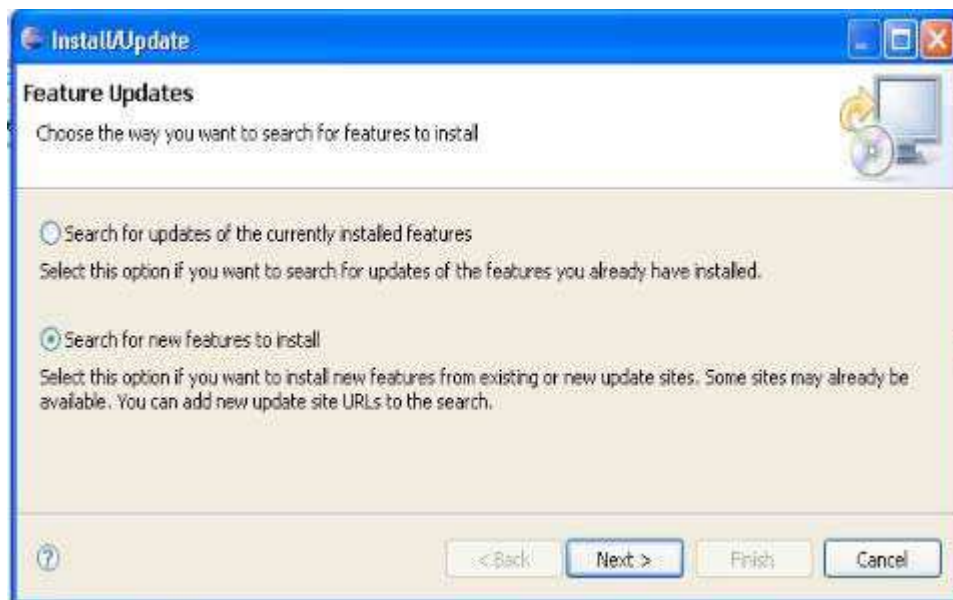 Install/Update
Feature Updates
Choose the way you want to search for features to install
Search for updates of the currently installed features
Select this option if you want to search for updates of the features you already have installed.
Search for new features to install
Select this option if you want to install new features from existing or new update sites. Some sites may already be
available. You can add new update site URLs to the search.
?
< Back
Next >
Finish
Cancel